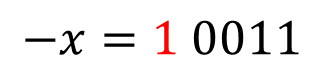 −x = 1 0011